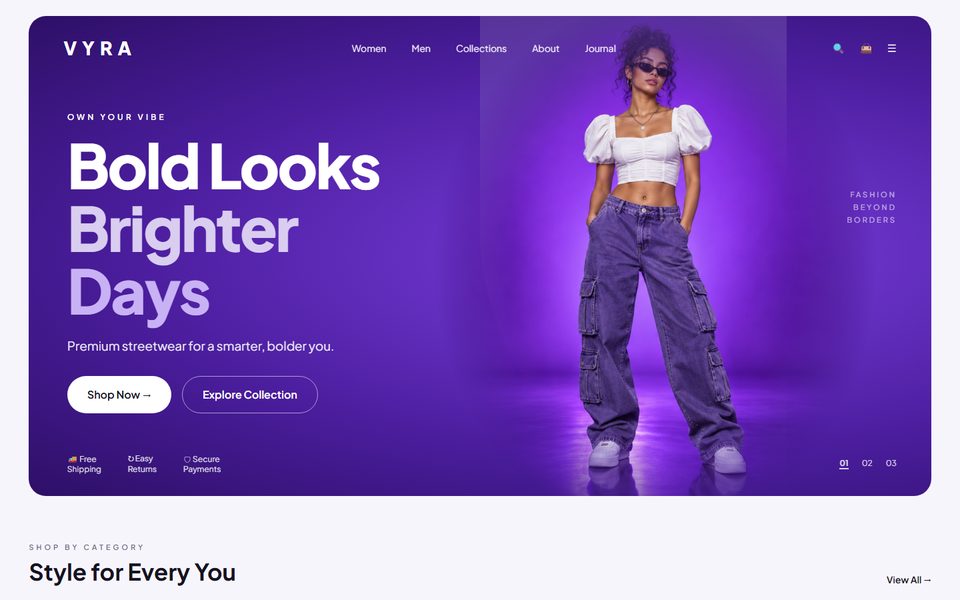 VYRA
Women Men Collections About Journal
OWN YOUR VIBE
Bold Looks
Brighter
Days
Premium streetwear for a smarter, bolder you.
Shop Now →
Explore Collection
FASHION
BEYOND
BORDERS
🚚 Free
Shipping
↻ Easy
Returns
🛡 Secure
Payments
01 02 03
SHOP BY CATEGORY
Style for Every You
View All →